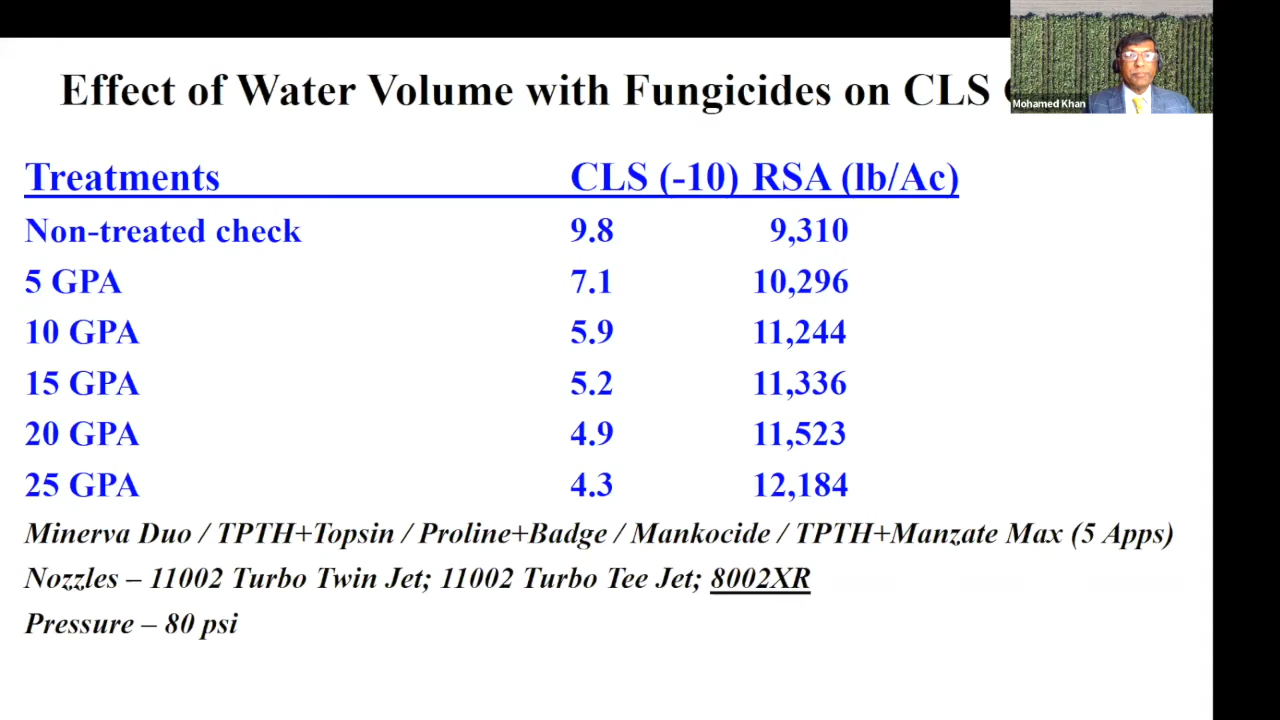 Effect of Water Volume with Fungicides on CLS
Mohamed Khan
Treatments CLS (-10) RSA (lb/Ac)
Non-treated check 9.8 9,310
5 GPA 7.1 10,296
10 GPA 5.9 11,244
15 GPA 5.2 11,336
20 GPA 4.9 11,523
25 GPA 4.3 12,184
Minerva Duo / TPTH+Topsin / Proline+Badge / Mankocide / TPTH+Manzate Max (5 Apps)
Nozzles – 11002 Turbo Twin Jet; 11002 Turbo Tee Jet; 8002XR
Pressure – 80 psi